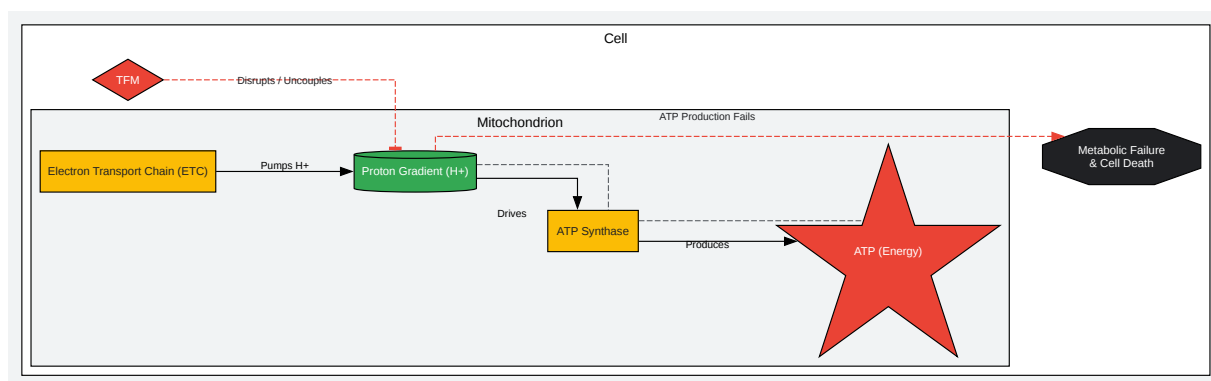 Cell
TFM
Disrupts / Uncouples
ATP Production Fails
Mitochondrion
Metabolic Failure
& Cell Death
Electron Transport Chain (ETC)
Pumps H+
Proton Gradient (H+)
Drives
ATP Synthase
Produces
ATP (Energy)